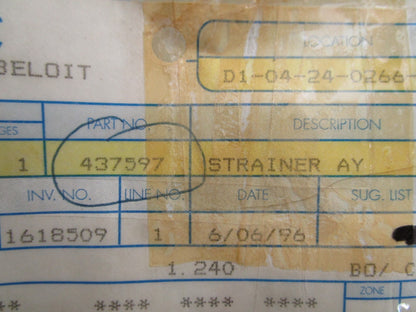 LOCATION
BELOIT
D1-04-24-0266
GES PART NO. DESCRIPTION
1 437597 STRAINER AY
INV. NO. LINE NO. DATE SUG. LIST
1618509 1 6/06/96
1.240 BO/
ZONE
** **** **** ****